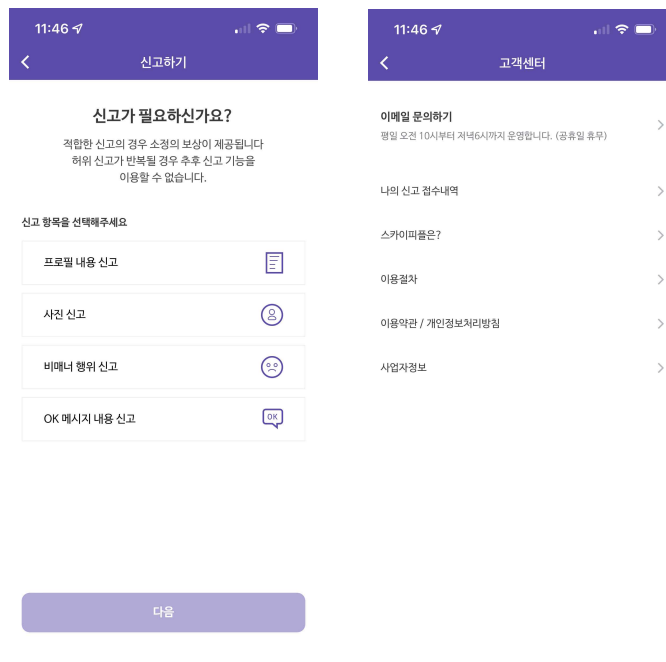 11:46
신고하기
신고가 필요하신가요?
적합한 신고의 경우 소정의 보상이 제공됩니다
허위 신고가 반복될 경우 추후 신고 기능을
이용할 수 없습니다.
신고 항목을 선택해주세요
프로필 내용 신고
사진 신고
비매너 행위 신고
OK 메시지 내용 신고
OK
다음
11:46
고객센터
이메일 문의하기
평일 오전 10시부터 저녁6시까지 운영합니다. (공휴일 휴무)
나의 신고 접수내역
스카이피플은?
이용절차
이용약관 / 개인정보처리방침
사업자정보